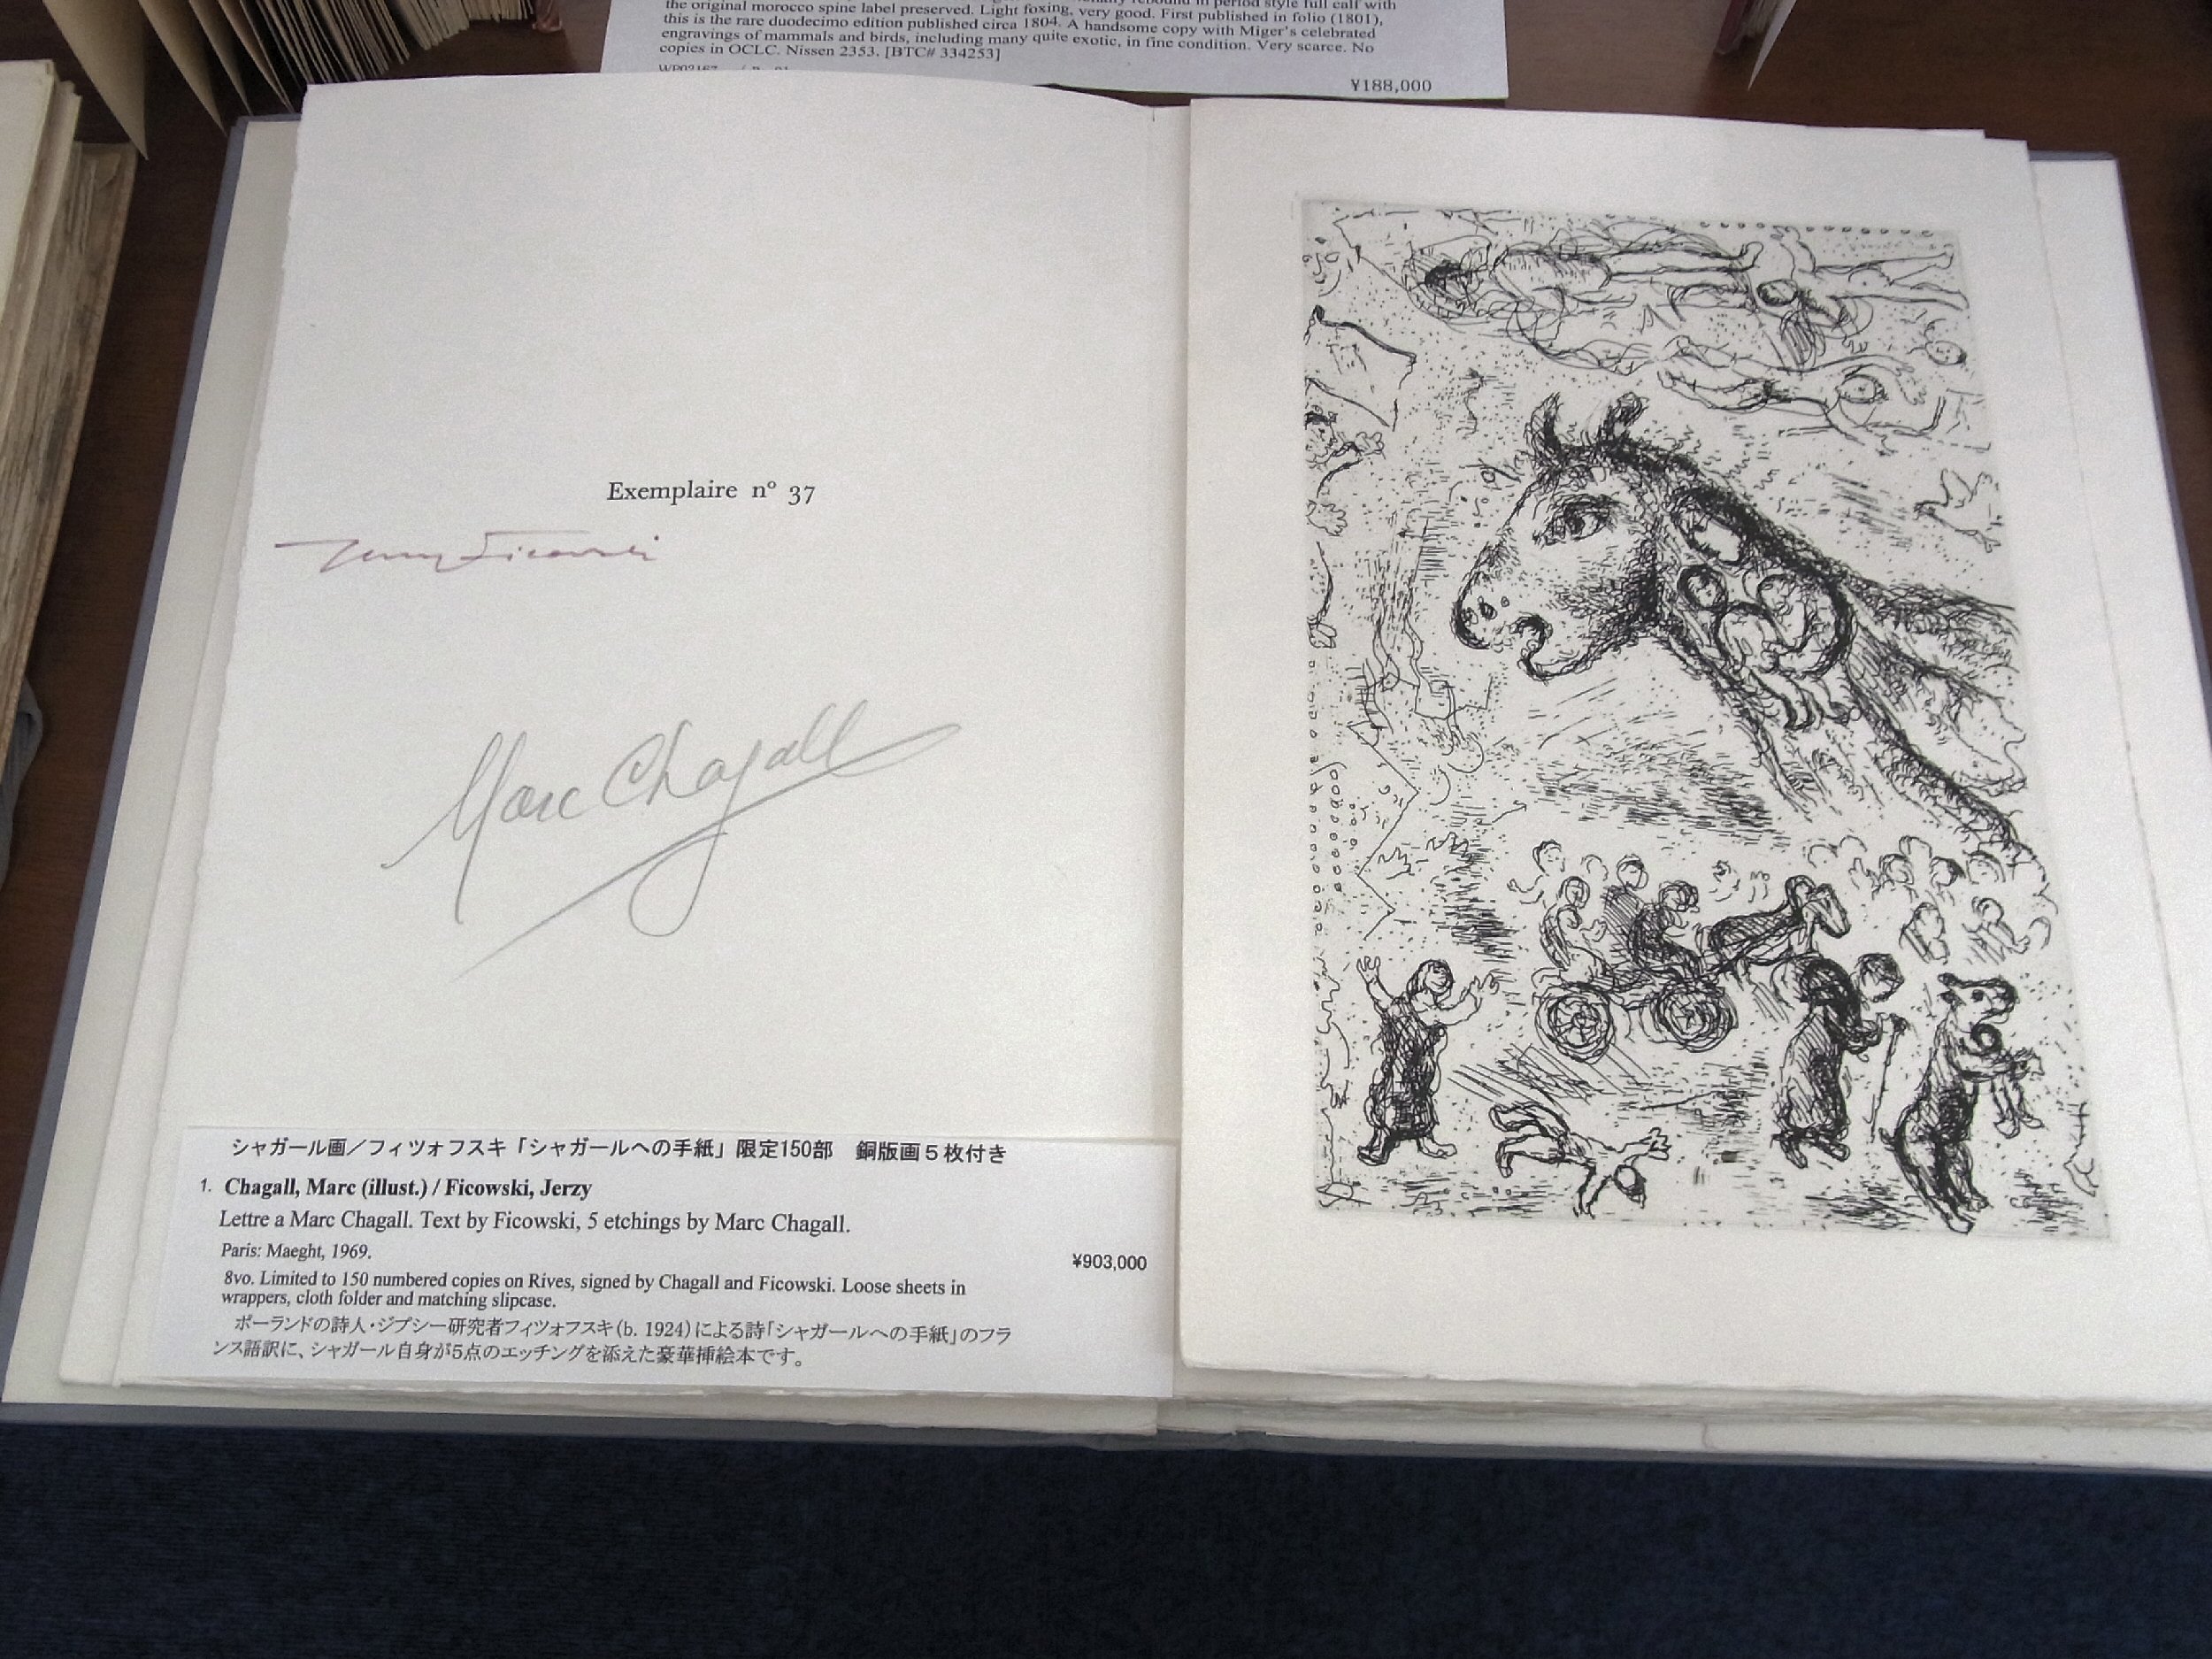 the original morocco spine label preserved. Light foxing, very good. First published in folio (1801),
this is the rare duodecimo edition published circa 1804. A handsome copy with Miger's celebrated
engravings of mammals and birds, including many quite exotic, in fine condition. Very scarce. No
copies in OCLC. Nissen 2353. [BTC# 334253]
¥188,000
Exemplaire nº 37
Jerzy Ficowski
Marc Chagall
シャガール画／フィツォフスキ「シャガールへの手紙」限定150部　銅版画５枚付き
1. Chagall, Marc (illust.) / Ficowski, Jerzy
Lettre a Marc Chagall. Text by Ficowski, 5 etchings by Marc Chagall.
Paris: Maeght, 1969.
¥903,000
8vo. Limited to 150 numbered copies on Rives, signed by Chagall and Ficowski. Loose sheets in
wrappers, cloth folder and matching slipcase.
ポーランドの詩人・ジプシー研究者フィツォフスキ(b. 1924)による詩「シャガールへの手紙」のフラ
ンス語訳に、シャガール自身が5点のエッチングを添えた豪華挿絵本です。